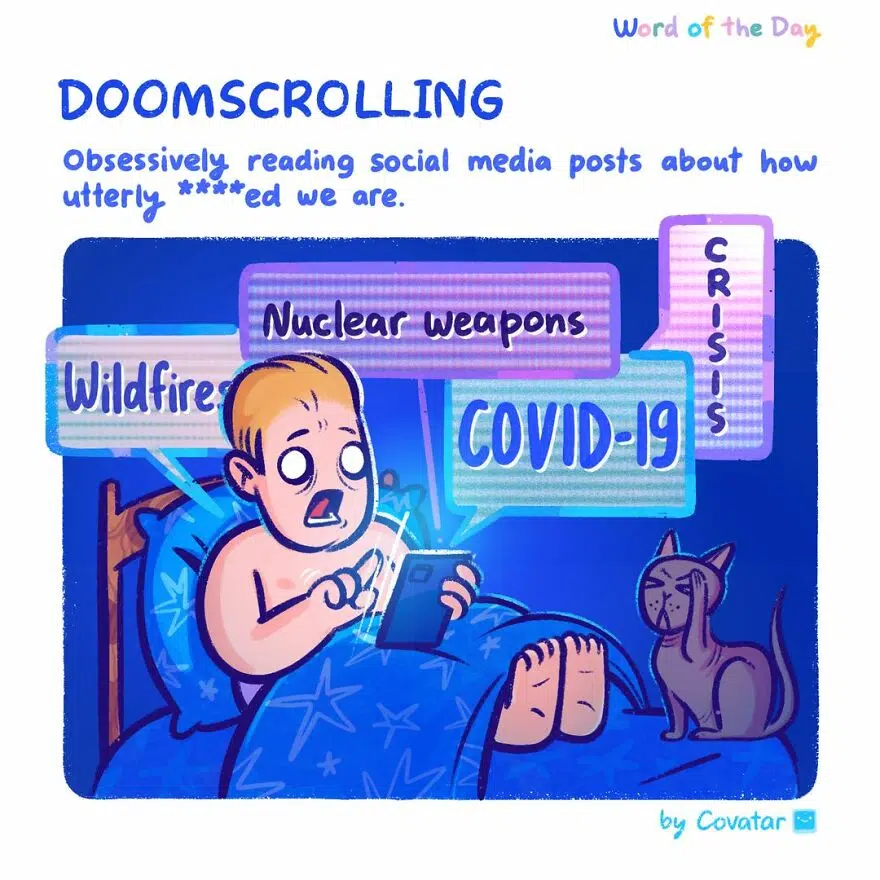 Word of the Day
DOOMSCROLLING
Obsessively reading social media posts about how
utterly ****ed we are.
CRISIS
Nuclear weapons
Wildfires
COVID-19
by Covatar